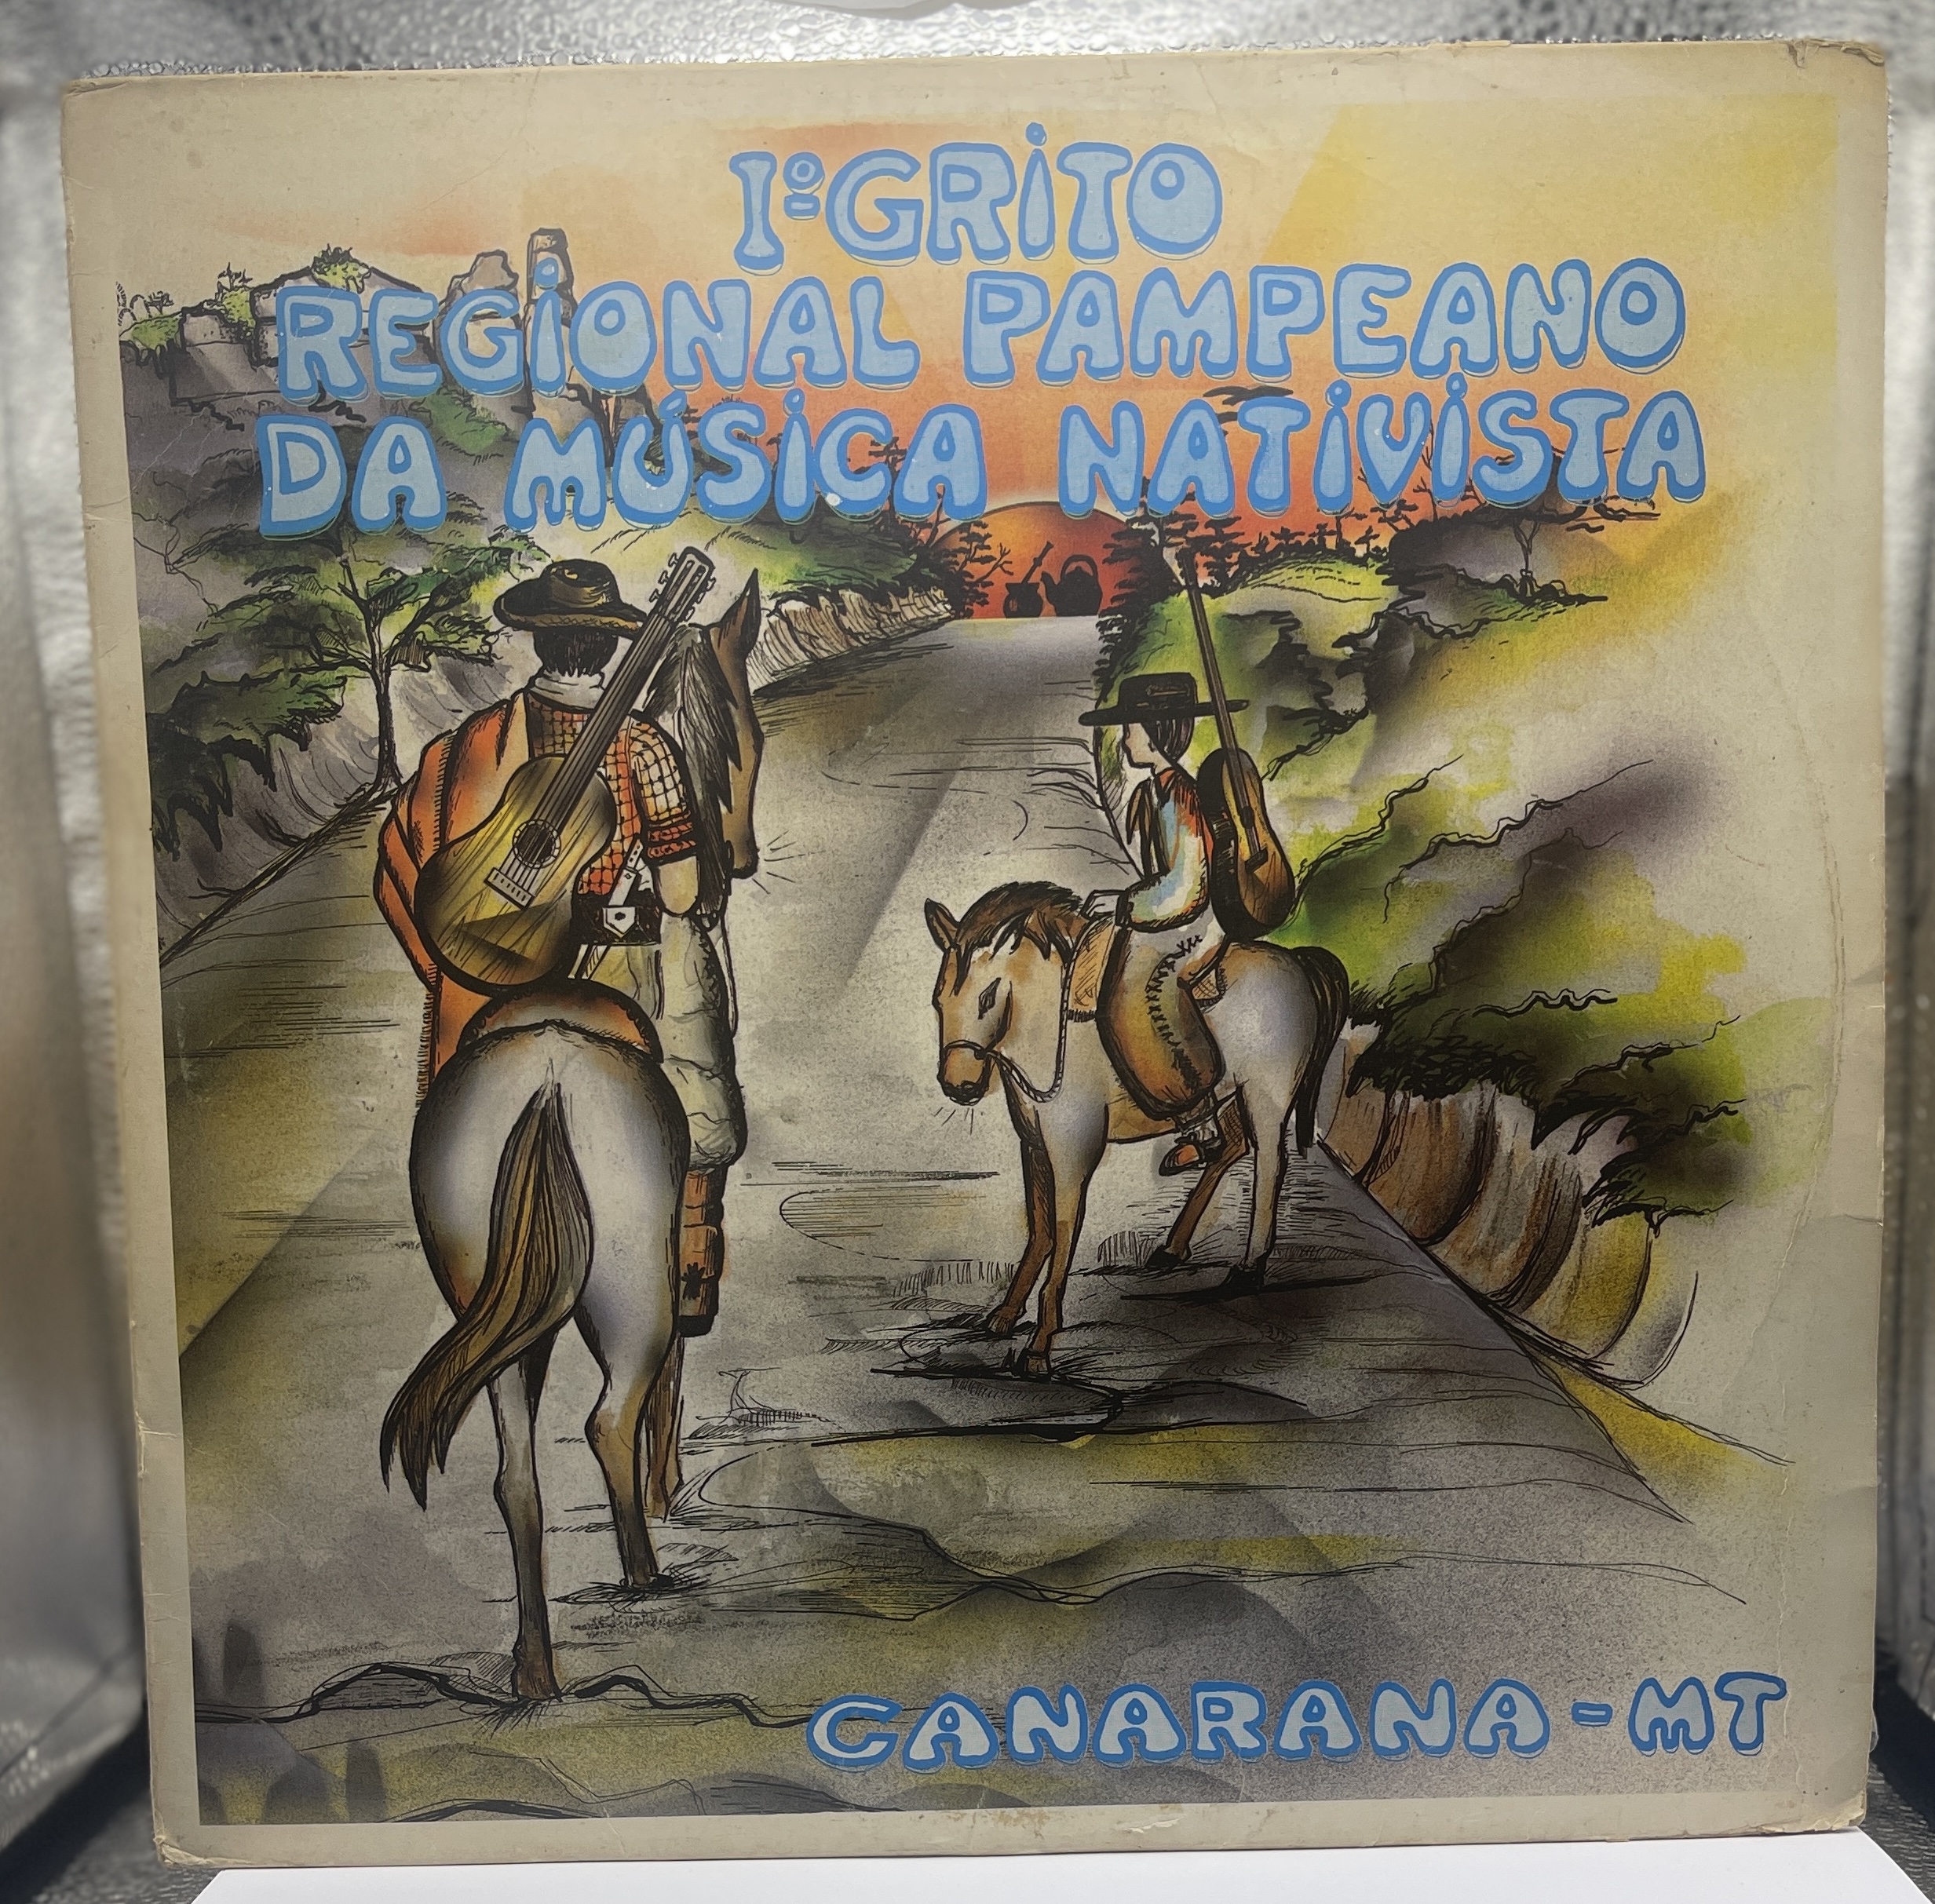 1º GRITO
REGIONAL PAMPEANO
DA MÚSICA NATIVISTA
CANARANA - MT